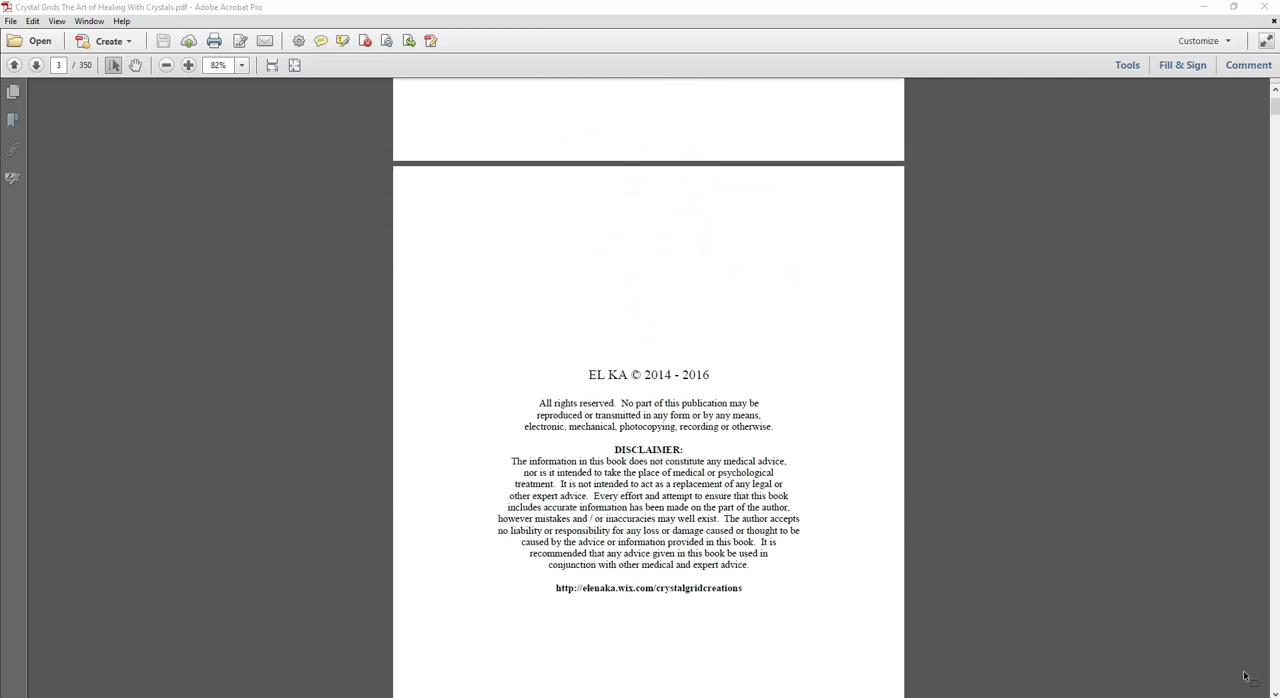 Crystal Grids The Art of Healing With Crystals.pdf - Adobe Acrobat Pro
File Edit View Window Help
Open Create Customize
3 / 350 82% Tools Fill & Sign Comment
EL KA © 2014 - 2016
All rights reserved. No part of this publication may be
reproduced or transmitted in any form or by any means,
electronic, mechanical, photocopying, recording or otherwise.
DISCLAIMER:
The information in this book does not constitute any medical advice,
nor is it intended to take the place of medical or psychological
treatment. It is not intended to act as a replacement of any legal or
other expert advice. Every effort and attempt to ensure that this book
includes accurate information has been made on the part of the author,
however mistakes and / or inaccuracies may well exist. The author accepts
no liability or responsibility for any loss or damage caused or thought to be
caused by the advice or information provided in this book. It is
recommended that any advice given in this book be used in
conjunction with other medical and expert advice.
http://elenaka.wix.com/crystalgridcreations